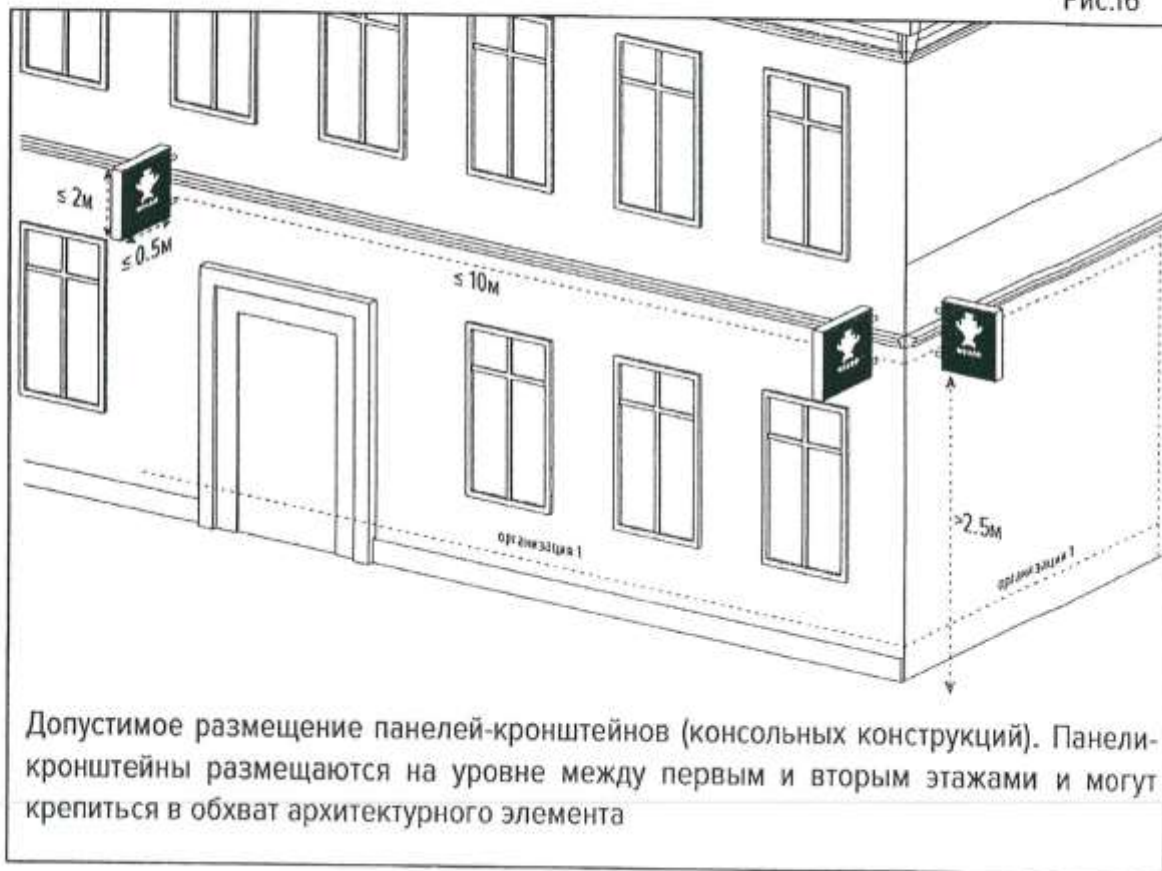 Рис.16
≤ 2м
≤ 0.5м
≤ 10м
>2.5м
организация 1
организация 1
Допустимое размещение панелей-кронштейнов (консольных конструкций). Панели-
кронштейны размещаются на уровне между первым и вторым этажами и могут
крепиться в обхват архитектурного элемента